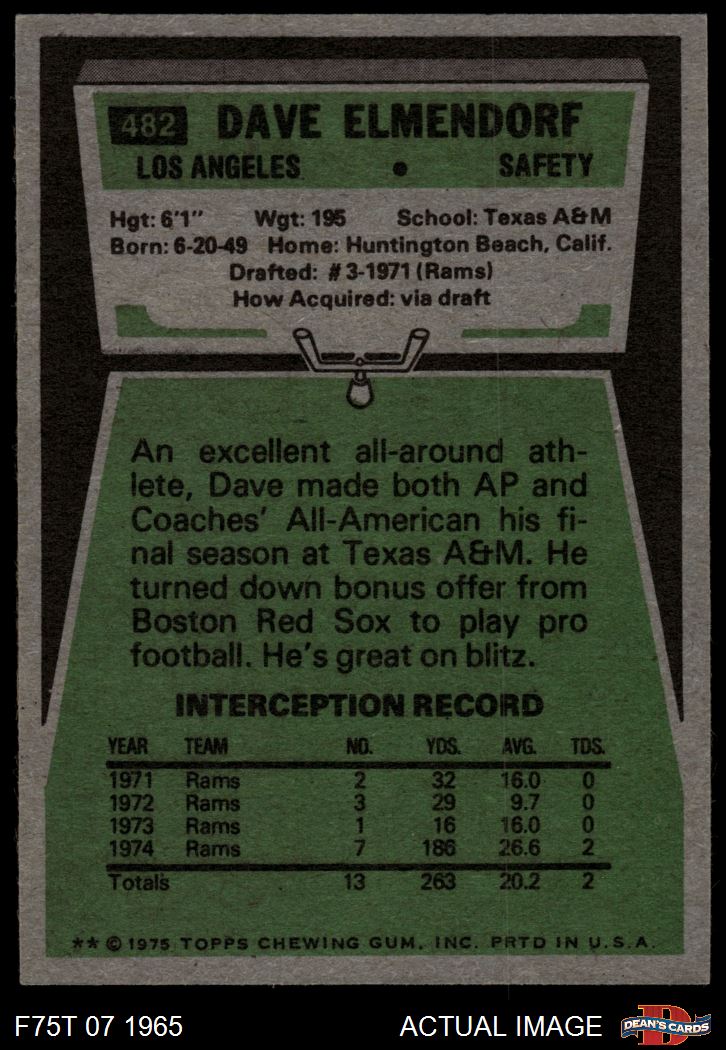 482 DAVE ELMENDORF
LOS ANGELES • SAFETY
Hgt: 6'1" Wgt: 195 School: Texas A&M
Born: 6-20-49 Home: Huntington Beach, Calif.
Drafted: #3-1971 (Rams)
How Acquired: via draft
An excellent all-around ath-
lete, Dave made both AP and
Coaches' All-American his fi-
nal season at Texas A&M. He
turned down bonus offer from
Boston Red Sox to play pro
football. He's great on blitz.
INTERCEPTION RECORD
YEAR TEAM NO. YDS. AVG. TDS.
1971 Rams 2 32 16.0 0
1972 Rams 3 29 9.7 0
1973 Rams 1 16 16.0 0
1974 Rams 7 186 26.6 2
Totals 13 263 20.2 2
** © 1975 TOPPS CHEWING GUM, INC. PRTD IN U.S.A.
F75T 07 1965 ACTUAL IMAGE DEAN'S CARDS